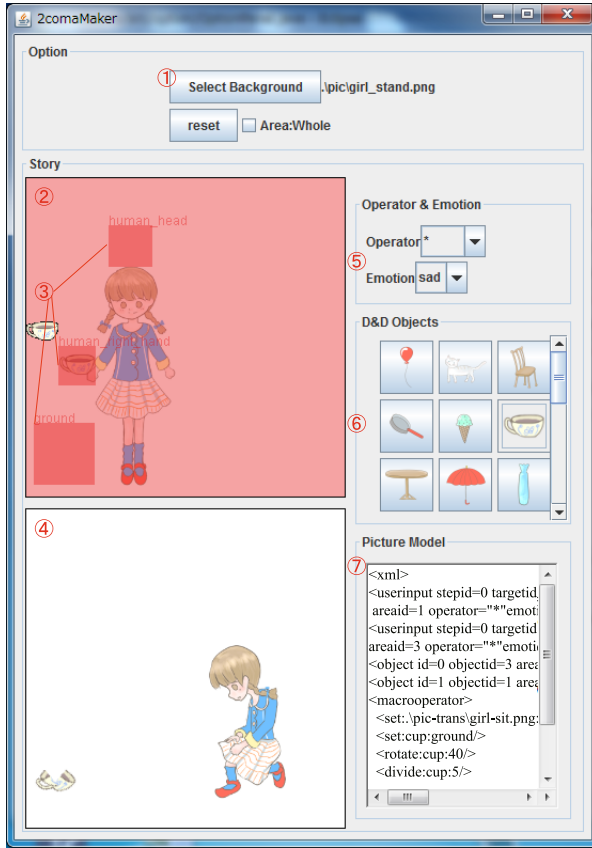 2comaMaker
Option
① Select Background .\pic\girl_stand.png
reset Area:Whole
Story
②
human_head
③
human_right_hand
ground
④
Operator & Emotion
Operator *
⑤
Emotion sad
D&D Objects
⑥
Picture Model
⑦
<xml>
<userinput stepid=0 targetid
areaid=1 operator="*"emoti
<userinput stepid=0 targetid
areaid=3 operator="*"emoti
<object id=0 objectid=3 area
<object id=1 objectid=1 area
<macrooperator>
<set:.\pic-trans\girl-sit.png:
<set:cup:ground/>
<rotate:cup:40/>
<divide:cup:5/>